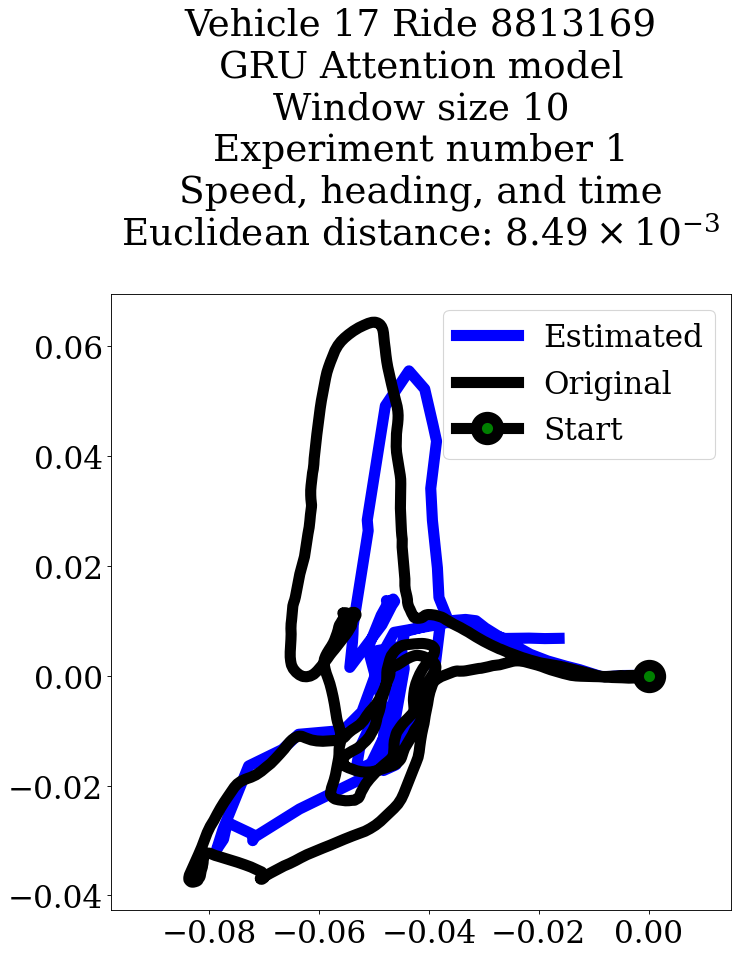 Vehicle 17 Ride 8813169
GRU Attention model
Window size 10
Experiment number 1
Speed, heading, and time
Euclidean distance: 8.49 × 10⁻³
Estimated
Original
Start
0.06
0.04
0.02
0.00
−0.02
−0.04
−0.08 −0.06 −0.04 −0.02 0.00